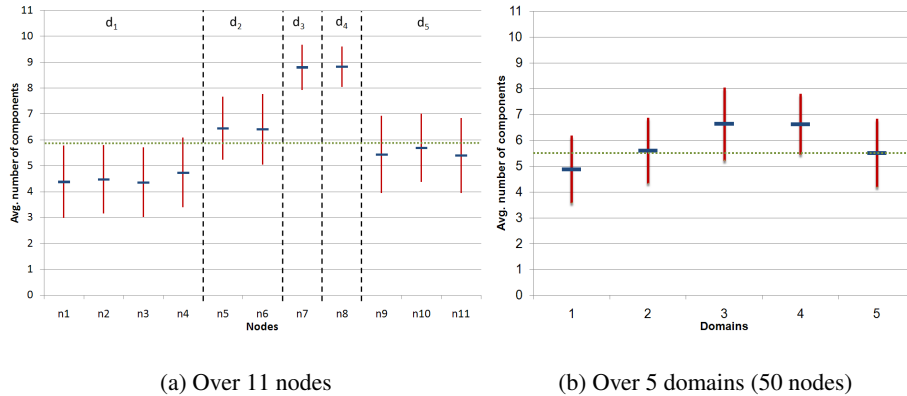 d1 d2 d3 d4 d5
Avg. number of components
11
10
9
8
7
6
5
4
3
2
1
0
n1 n2 n3 n4 n5 n6 n7 n8 n9 n10 n11
Nodes
(a) Over 11 nodes
Avg. number of components
11
10
9
8
7
6
5
4
3
2
1
0
1 2 3 4 5
Domains
(b) Over 5 domains (50 nodes)